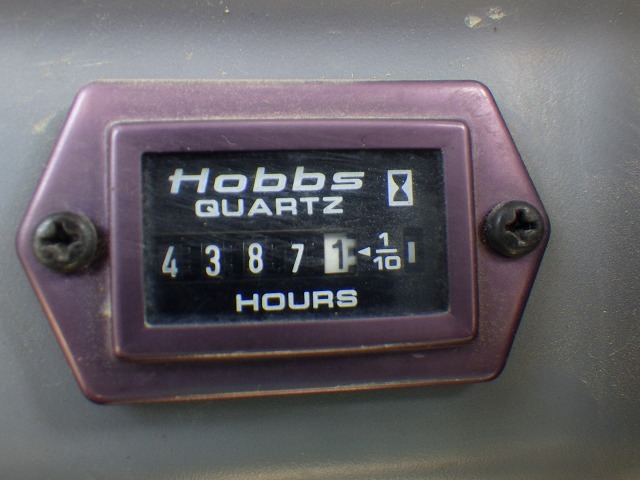 Hobbs
QUARTZ
4 3 8 7 1 ◄ 1/10
HOURS